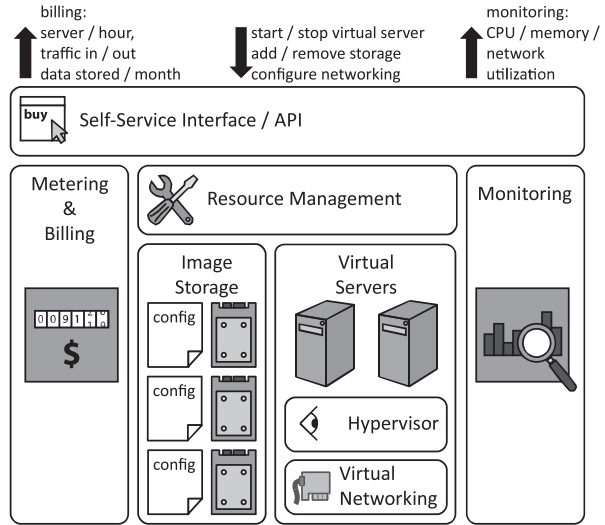 billing:
server / hour,
traffic in / out
data stored / month
start / stop virtual server
add / remove storage
configure networking
monitoring:
CPU / memory /
network
utilization
buy
Self-Service Interface / API
Metering
&
Billing
$
Resource Management
Image
Storage
config
config
config
Virtual
Servers
Hypervisor
Virtual
Networking
Monitoring